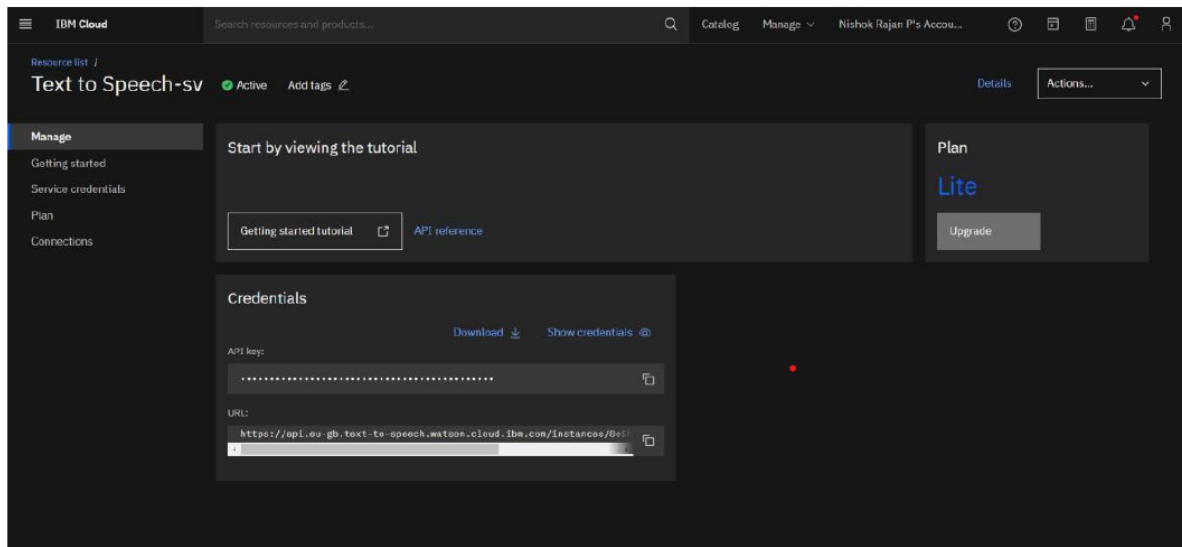 IBM Cloud
Search resources and products...
Catalog
Manage
Nishok Rajan P's Accou...
Resource list /
Text to Speech-sv
Active
Add tags
Details
Actions...
Manage
Getting started
Service credentials
Plan
Connections
Start by viewing the tutorial
Getting started tutorial
API reference
Plan
Lite
Upgrade
Credentials
Download
Show credentials
API key:
••••••••••••••••••••••••••••••••••••••••••••
URL:
https://api.eu-gb.text-to-speech.watson.cloud.ibm.com/instances/